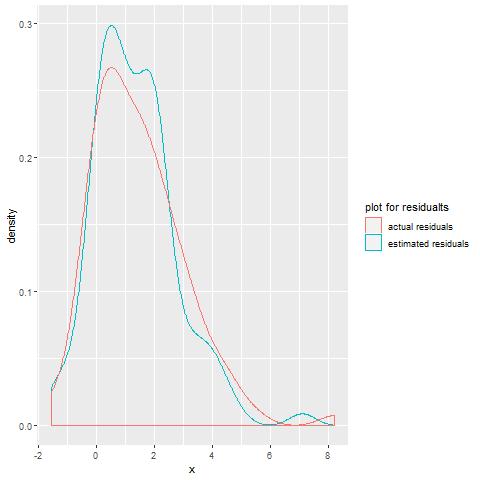 0.3
0.2
0.1
0.0
density
-2
0
2
4
6
8
x
plot for residualts
actual residuals
estimated residuals